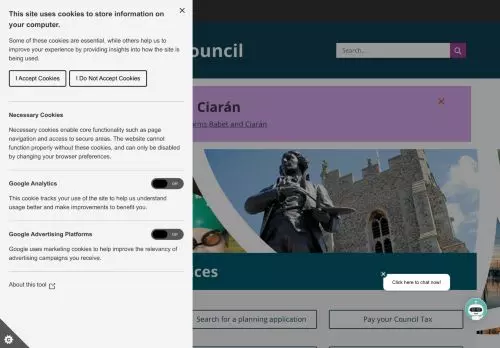 This site uses cookies to store information on
your computer.
Some of these cookies are essential, while others help us to
improve your experience by providing insights into how the site is
being used.
I Accept Cookies
I Do Not Accept Cookies
Necessary Cookies
Necessary cookies enable core functionality such as page
navigation and access to secure areas. The website cannot
function properly without these cookies, and can only be disabled
by changing your browser preferences.
Google Analytics
Off
This cookie tracks your use of the site to help us understand
usage better and make improvements to benefit you.
Google Advertising Platforms
Off
Google uses marketing cookies to help improve the relevancy of
advertising campaigns you receive.
About this tool
ouncil
Search...
Ciarán
Babet and Ciarán
ces
Click here to chat now!
Search for a planning application
Pay your Council Tax